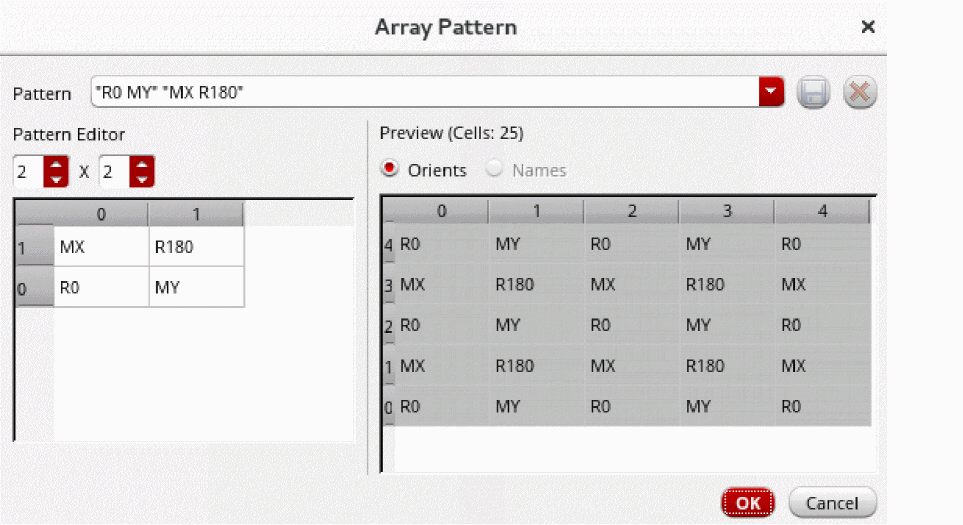 Array Pattern
Pattern "R0 MY" "MX R180"
Pattern Editor
2 X 2
0 1
1 MX R180
0 R0 MY
Preview (Cells: 25)
Orients Names
0 1 2 3 4
4 R0 MY R0 MY R0
3 MX R180 MX R180 MX
2 R0 MY R0 MY R0
1 MX R180 MX R180 MX
0 R0 MY R0 MY R0
OK Cancel